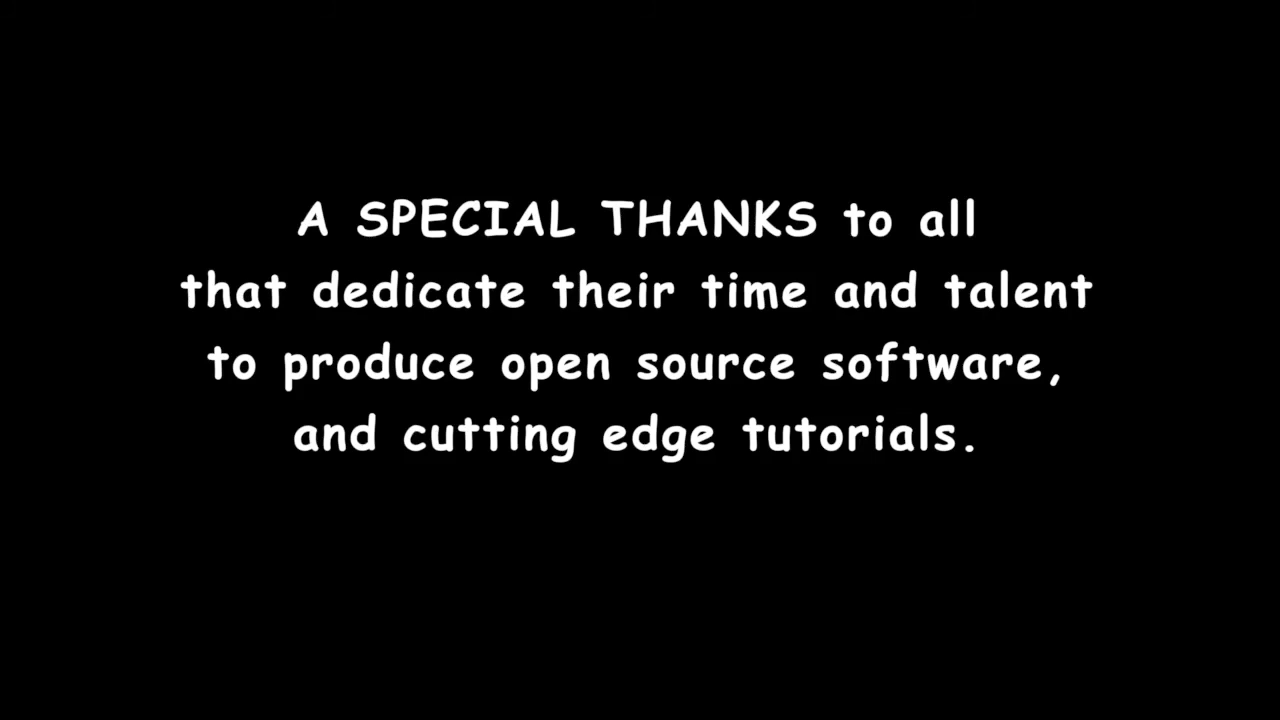 A SPECIAL THANKS to all
that dedicate their time and talent
to produce open source software,
and cutting edge tutorials.